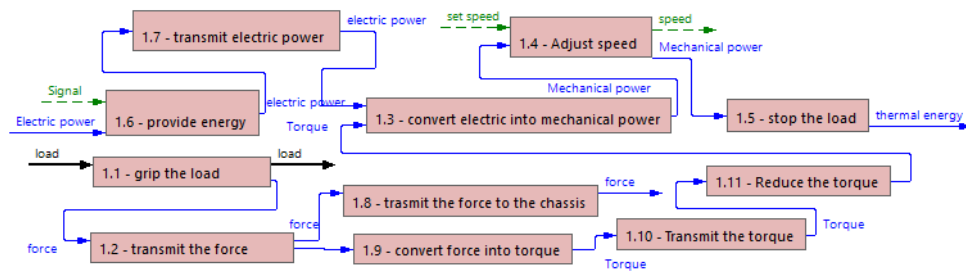 electric power
set speed
speed
1.7 - transmit electric power
1.4 - Adjust speed
Mechanical power
Signal
electric power
Mechanical power
Electric power
1.6 - provide energy
Torque
1.3 - convert electric into mechanical power
1.5 - stop the load
thermal energy
load
load
1.1 - grip the load
1.11 - Reduce the torque
force
1.8 - trasmit the force to the chassis
force
force
1.2 - transmit the force
1.9 - convert force into torque
1.10 - Transmit the torque
Torque
Torque